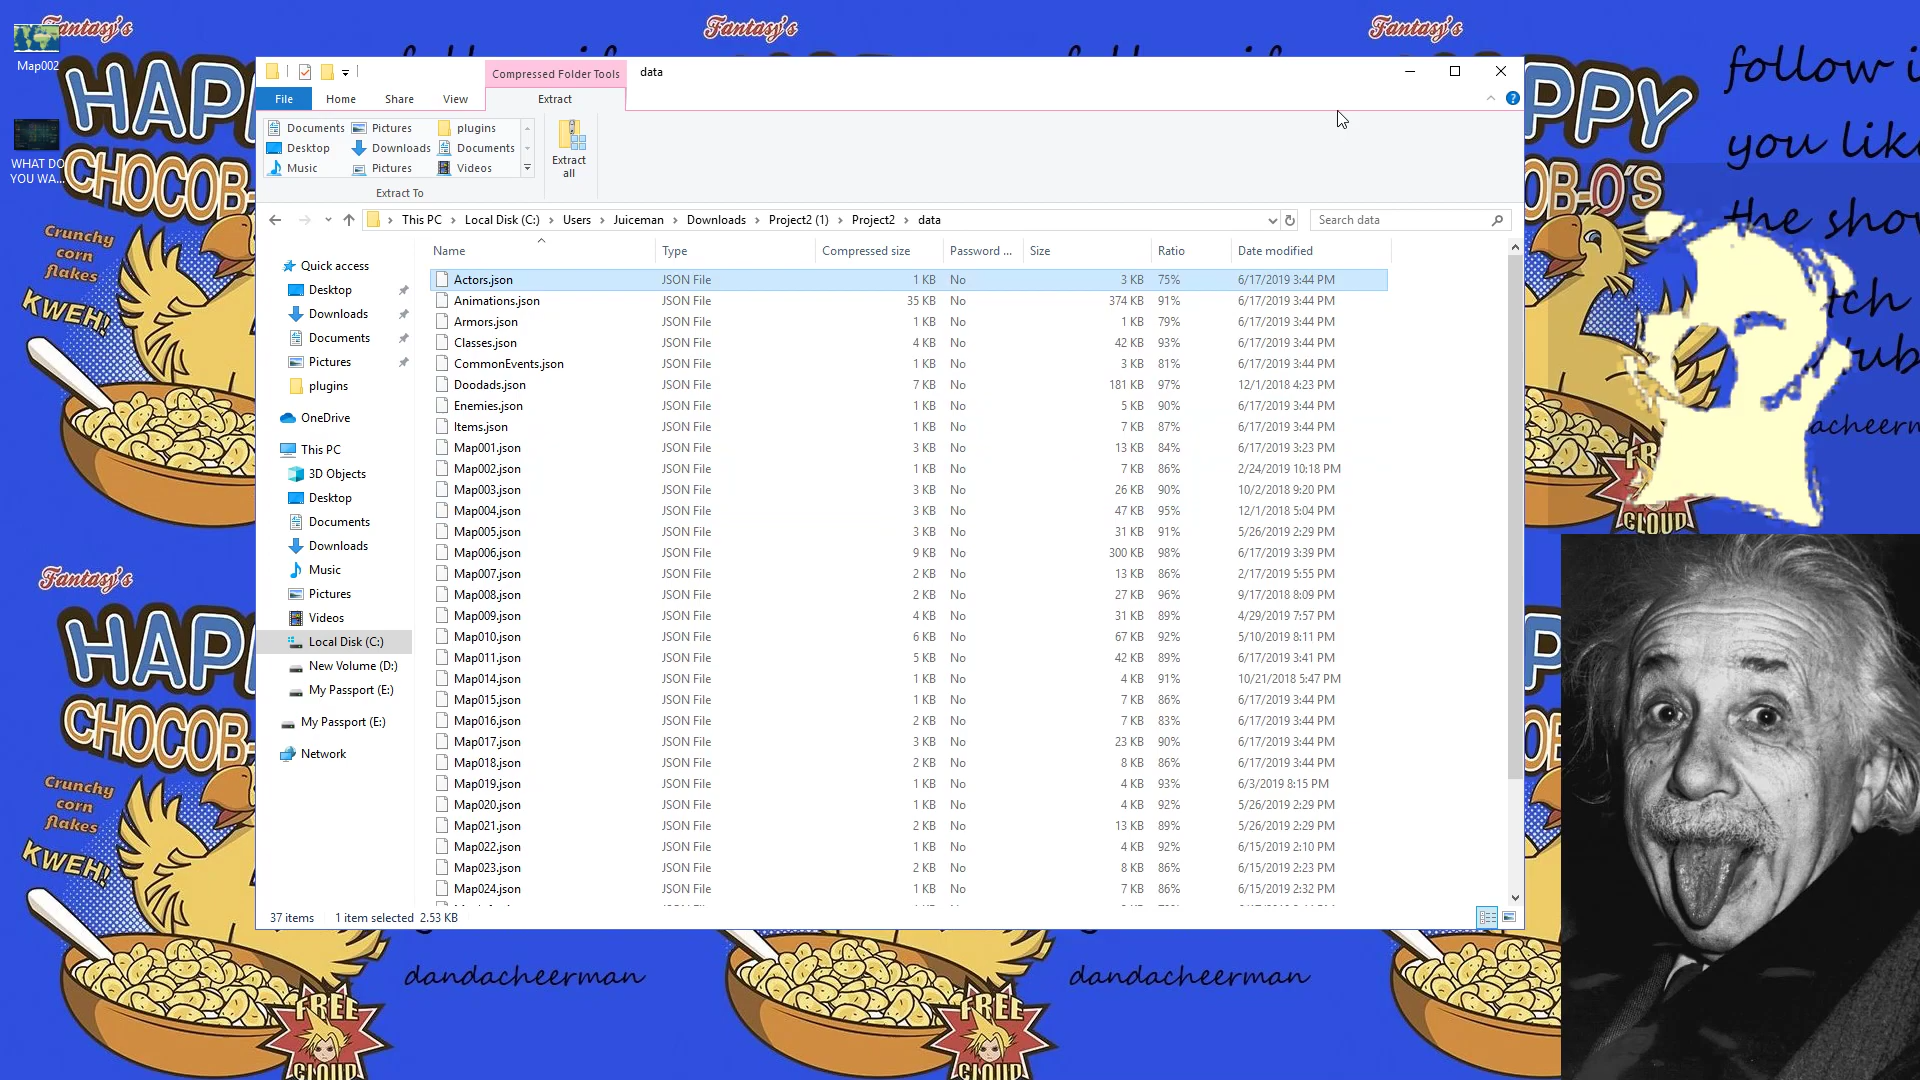 Fantasy's
Fantasy's
Fantasy's
Map002
WHAT DO
YOU WA...
HAP
CHOCOB-
Crunchy
corn
flakes
KWEH!
PPY
OB-O'S
follow i
you lik
the sho
tch
tub
acheerm
FR
CLOUD
Compressed Folder Tools
data
File
Home
Share
View
Extract
Documents
Pictures
plugins
Desktop
Downloads
Documents
Music
Pictures
Videos
Extract To
Extract
all
This PC
Local Disk (C:)
Users
Juiceman
Downloads
Project2 (1)
Project2
data
Search data
Quick access
Desktop
Downloads
Documents
Pictures
plugins
OneDrive
This PC
3D Objects
Desktop
Documents
Downloads
Music
Pictures
Videos
Local Disk (C:)
New Volume (D:)
My Passport (E:)
My Passport (E:)
Network
Name Type Compressed size Password ... Size Ratio Date modified
Actors.json JSON File 1 KB No 3 KB 75% 6/17/2019 3:44 PM
Animations.json JSON File 35 KB No 374 KB 91% 6/17/2019 3:44 PM
Armors.json JSON File 1 KB No 1 KB 79% 6/17/2019 3:44 PM
Classes.json JSON File 4 KB No 42 KB 93% 6/17/2019 3:44 PM
CommonEvents.json JSON File 1 KB No 3 KB 81% 6/17/2019 3:44 PM
Doodads.json JSON File 7 KB No 181 KB 97% 12/1/2018 4:23 PM
Enemies.json JSON File 1 KB No 5 KB 90% 6/17/2019 3:44 PM
Items.json JSON File 1 KB No 7 KB 87% 6/17/2019 3:44 PM
Map001.json JSON File 3 KB No 13 KB 84% 6/17/2019 3:23 PM
Map002.json JSON File 1 KB No 7 KB 86% 2/24/2019 10:18 PM
Map003.json JSON File 3 KB No 26 KB 90% 10/2/2018 9:20 PM
Map004.json JSON File 3 KB No 47 KB 95% 12/1/2018 5:04 PM
Map005.json JSON File 3 KB No 31 KB 91% 5/26/2019 2:29 PM
Map006.json JSON File 9 KB No 300 KB 98% 6/17/2019 3:39 PM
Map007.json JSON File 2 KB No 13 KB 86% 2/17/2019 5:55 PM
Map008.json JSON File 2 KB No 27 KB 96% 9/17/2018 8:09 PM
Map009.json JSON File 4 KB No 31 KB 89% 4/29/2019 7:57 PM
Map010.json JSON File 6 KB No 67 KB 92% 5/10/2019 8:11 PM
Map011.json JSON File 5 KB No 42 KB 89% 6/17/2019 3:41 PM
Map014.json JSON File 1 KB No 4 KB 91% 10/21/2018 5:47 PM
Map015.json JSON File 1 KB No 7 KB 86% 6/17/2019 3:44 PM
Map016.json JSON File 2 KB No 7 KB 83% 6/17/2019 3:44 PM
Map017.json JSON File 3 KB No 23 KB 90% 6/17/2019 3:44 PM
Map018.json JSON File 2 KB No 8 KB 86% 6/17/2019 3:44 PM
Map019.json JSON File 1 KB No 4 KB 93% 6/3/2019 8:15 PM
Map020.json JSON File 1 KB No 4 KB 92% 5/26/2019 2:29 PM
Map021.json JSON File 2 KB No 13 KB 89% 5/26/2019 2:29 PM
Map022.json JSON File 1 KB No 4 KB 92% 6/15/2019 2:10 PM
Map023.json JSON File 2 KB No 8 KB 86% 6/15/2019 2:23 PM
Map024.json JSON File 1 KB No 7 KB 86% 6/15/2019 2:32 PM
37 items 1 item selected 2.53 KB
Fantasy's
HAP
CHOCOB-
Crunchy
corn
flakes
KWEH!
dandacheerman
dandacheerman
FREE
CLOUD
FREE
CLOUD